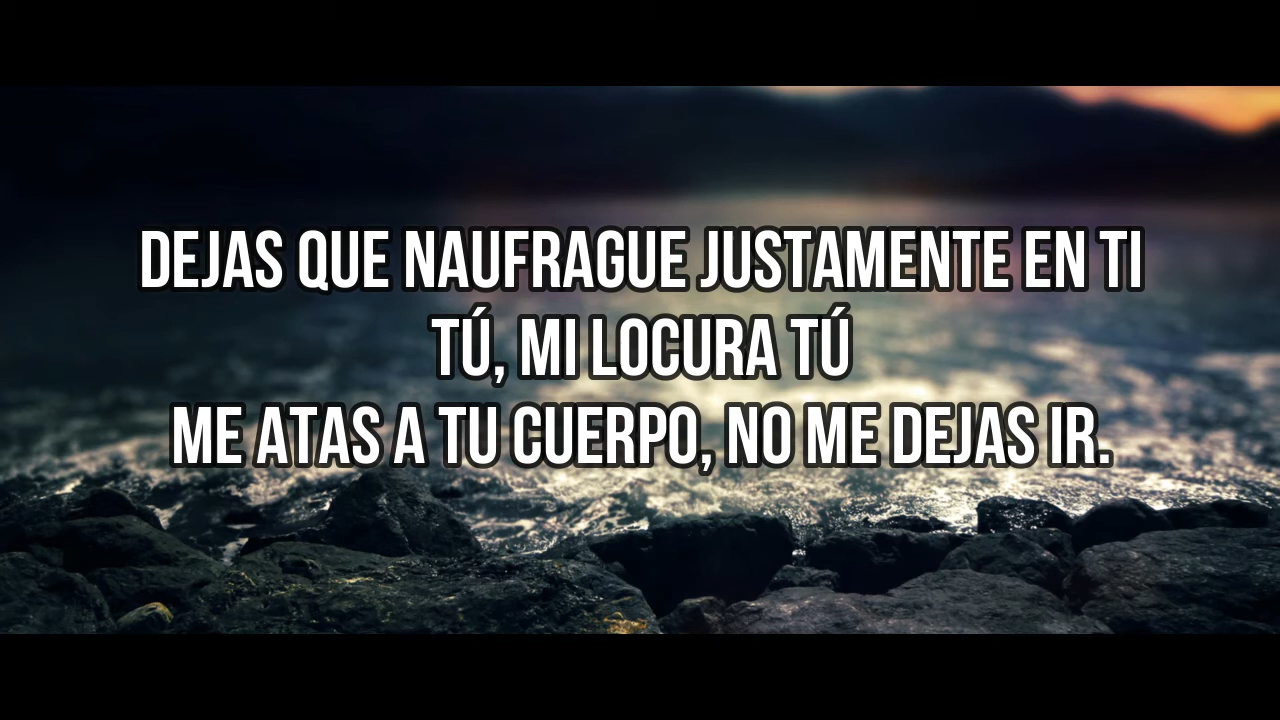 DEJAS QUE NAUFRAGUE JUSTAMENTE EN TI
TÚ, MI LOCURA TÚ
ME ATAS A TU CUERPO, NO ME DEJAS IR.